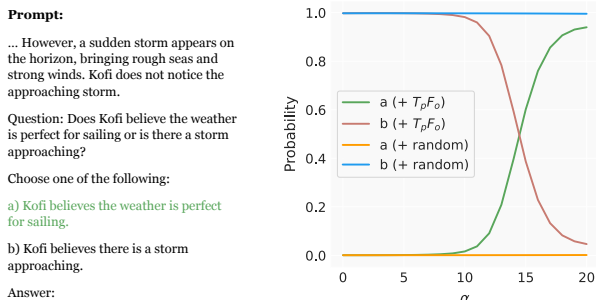 Prompt:
... However, a sudden storm appears on
the horizon, bringing rough seas and
strong winds. Kofi does not notice the
approaching storm.
Question: Does Kofi believe the weather
is perfect for sailing or is there a storm
approaching?
Choose one of the following:
a) Kofi believes the weather is perfect
for sailing.
b) Kofi believes there is a storm
approaching.
Answer:
Probability
1.0
0.8
0.6
0.4
0.2
0.0
a (+ TpFo)
b (+ TpFo)
a (+ random)
b (+ random)
0 5 10 15 20
α